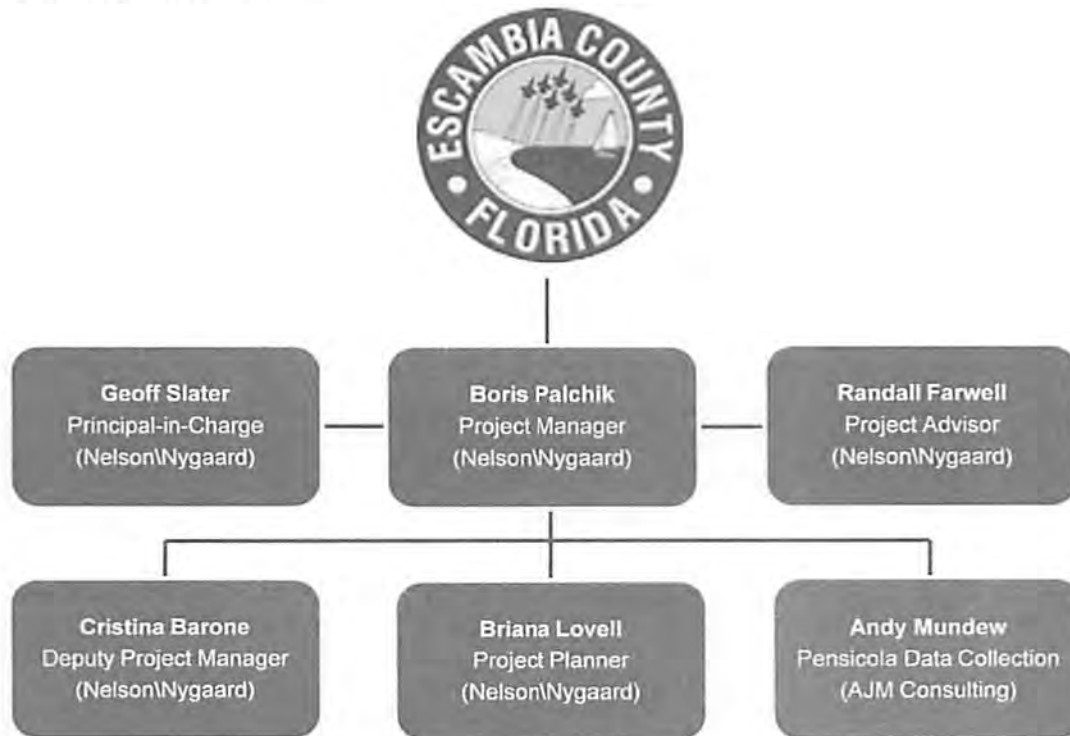 ESCAMBIA COUNTY
FLORIDA
Geoff Slater
Principal-in-Charge
(Nelson\Nygaard)
Boris Palchik
Project Manager
(Nelson\Nygaard)
Randall Farwell
Project Advisor
(Nelson\Nygaard)
Cristina Barone
Deputy Project Manager
(Nelson\Nygaard)
Briana Lovell
Project Planner
(Nelson\Nygaard)
Andy Mundew
Pensicola Data Collection
(AJM Consulting)